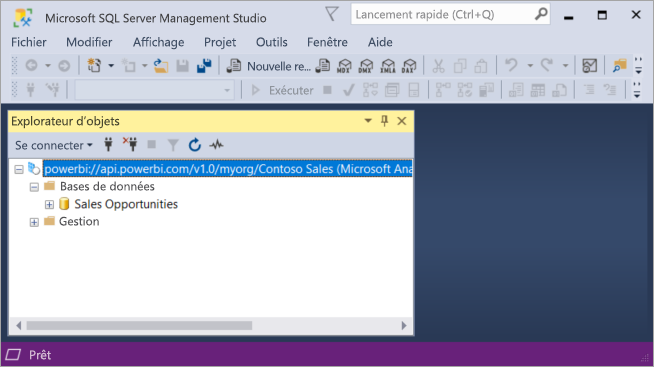 Microsoft SQL Server Management Studio
Lancement rapide (Ctrl+Q)
Fichier Modifier Affichage Projet Outils Fenêtre Aide
Nouvelle re... MDX DMX XMLA DAX
Exécuter
Explorateur d'objets
Se connecter
powerbi://api.powerbi.com/v1.0/myorg/Contoso Sales (Microsoft Ana
Bases de données
Sales Opportunities
Gestion
Prêt